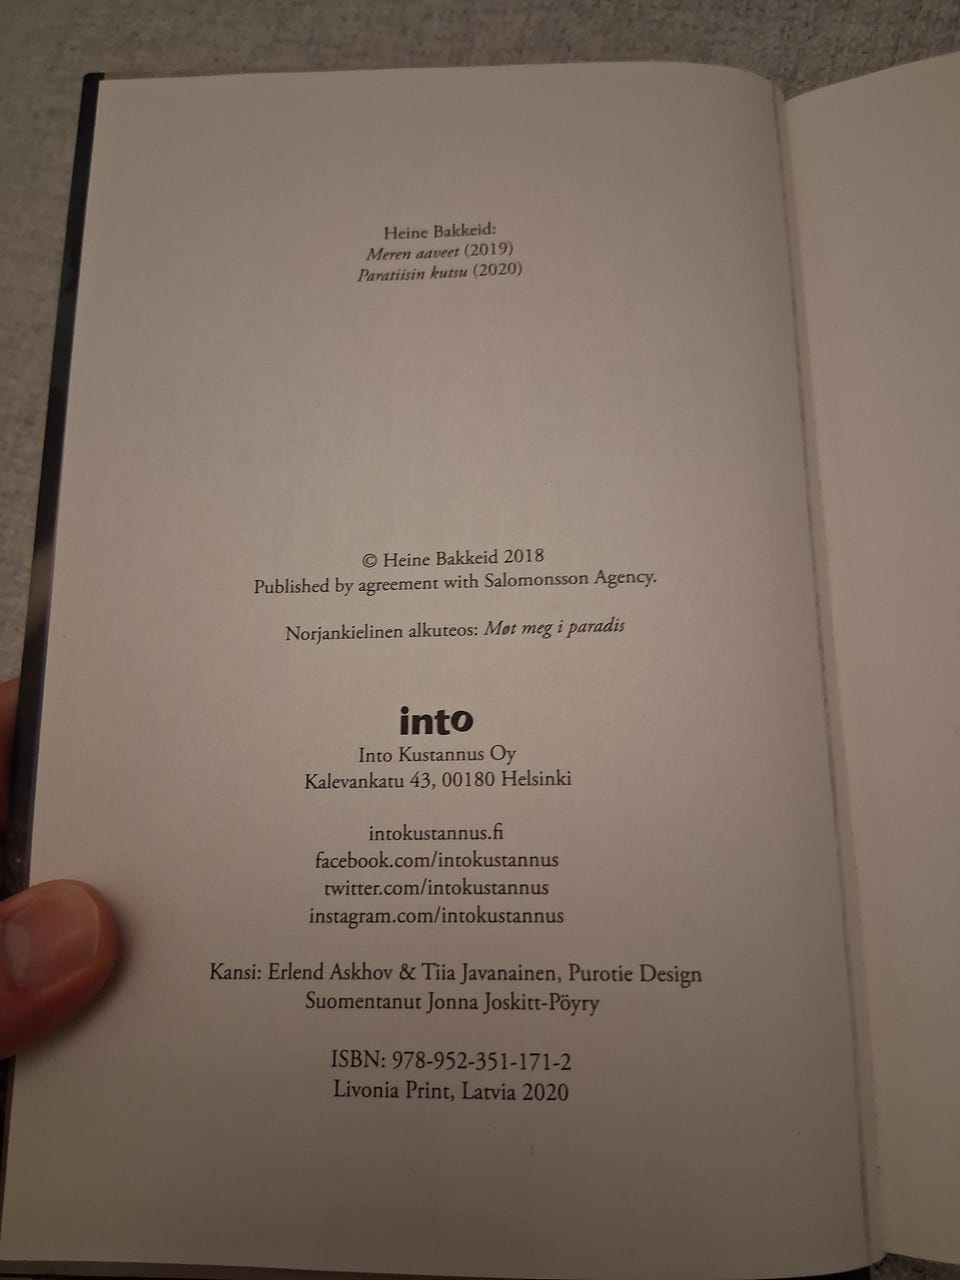 Heine Bakkeid:
Meren aaveet (2019)
Paratiisin kutsu (2020)
© Heine Bakkeid 2018
Published by agreement with Salomonsson Agency.
Norjankielinen alkuteos: Møt meg i paradis
into
Into Kustannus Oy
Kalevankatu 43, 00180 Helsinki
intokustannus.fi
facebook.com/intokustannus
twitter.com/intokustannus
instagram.com/intokustannus
Kansi: Erlend Askhov & Tiia Javanainen, Purotie Design
Suomentanut Jonna Joskitt-Pöyry
ISBN: 978-952-351-171-2
Livonia Print, Latvia 2020